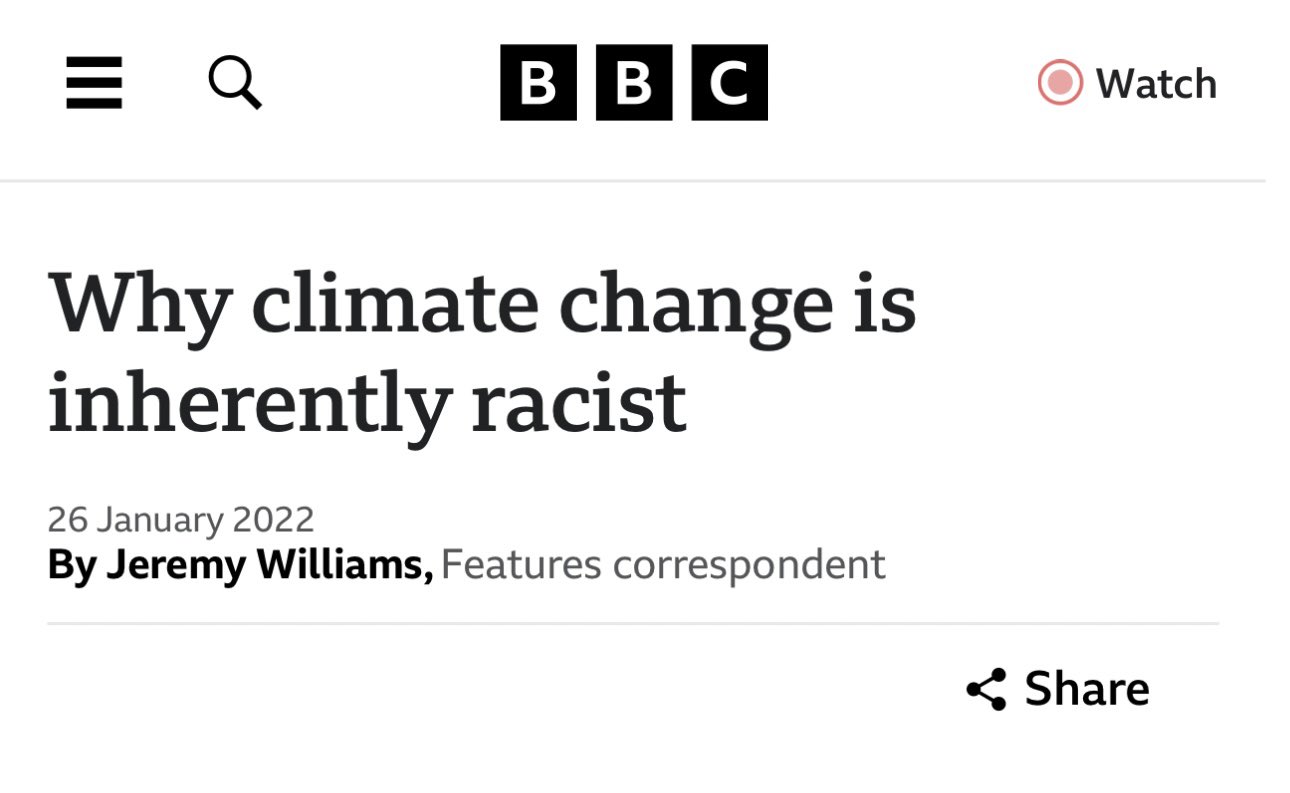 BBC
Watch
Why climate change is
inherently racist
26 January 2022
By Jeremy Williams, Features correspondent
Share